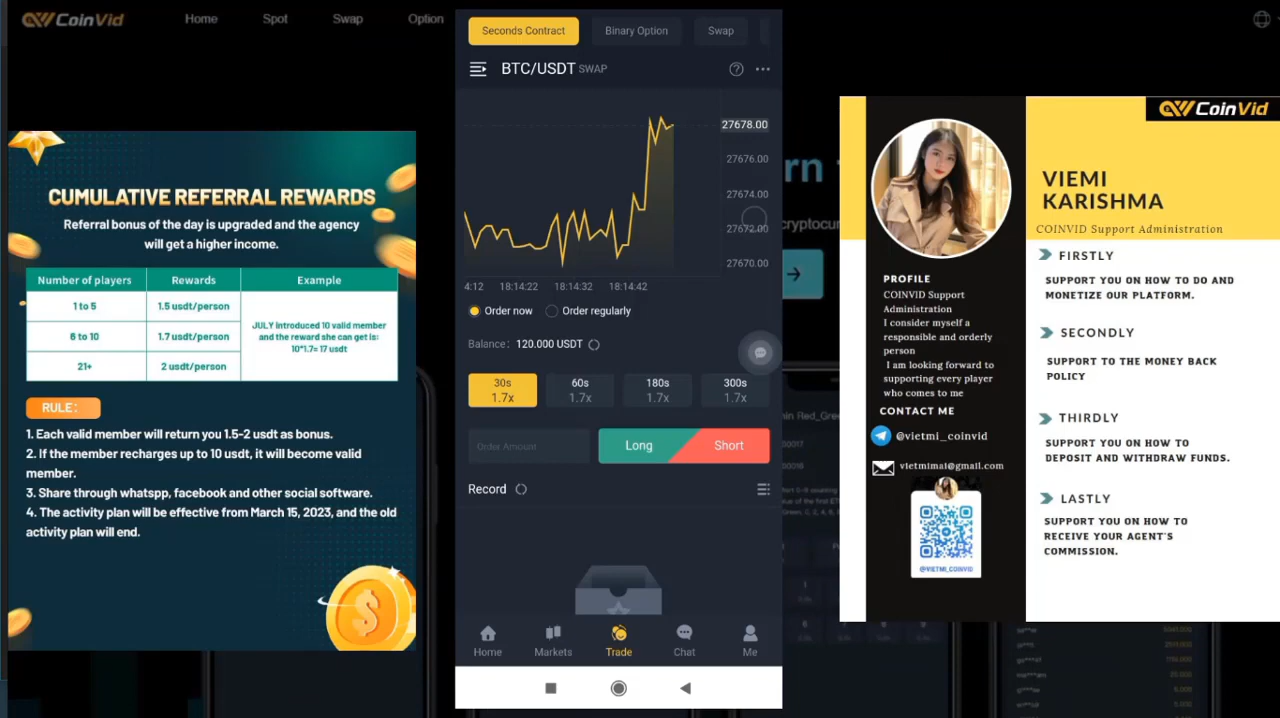 CoinVid
Home
Spot
Swap
Option
CUMULATIVE REFERRAL REWARDS
Referral bonus of the day is upgraded and the agency
will get a higher income.
Number of players
Rewards
Example
1 to 5
1.5 usdt/person
6 to 10
1.7 usdt/person
21+
2 usdt/person
JULY introduced 10 valid member
and the reward she can get is:
10*1.7= 17 usdt
RULE:
1. Each valid member will return you 1.5-2 usdt as bonus.
2. If the member recharges up to 10 usdt, it will become valid
member.
3. Share through whatspp, facebook and other social software.
4. The activity plan will be effective from March 15, 2023, and the old
activity plan will end.
Seconds Contract
Binary Option
Swap
BTC/USDT SWAP
27678.00
27676.00
27674.00
27672.00
27670.00
4:12
18:14:22
18:14:32
18:14:42
Order now
Order regularly
Balance: 120.000 USDT
30s
1.7x
60s
1.7x
180s
1.7x
300s
1.7x
Order Amount
Long
Short
Record
Home
Markets
Trade
Chat
Me
CoinVid
VIEMI
KARISHMA
COINVID Support Administration
PROFILE
COINVID Support
Administration
I consider myself a
responsible and orderly
person
I am looking forward to
supporting every player
who comes to me
CONTACT ME
@vietmi_coinvid
vietmimai@gmail.com
@VIETMI_COINVID
FIRSTLY
SUPPORT YOU ON HOW TO DO AND
MONETIZE OUR PLATFORM.
SECONDLY
SUPPORT TO THE MONEY BACK
POLICY
THIRDLY
SUPPORT YOU ON HOW TO
DEPOSIT AND WITHDRAW FUNDS.
LASTLY
SUPPORT YOU ON HOW TO
RECEIVE YOUR AGENT'S
COMMISSION.